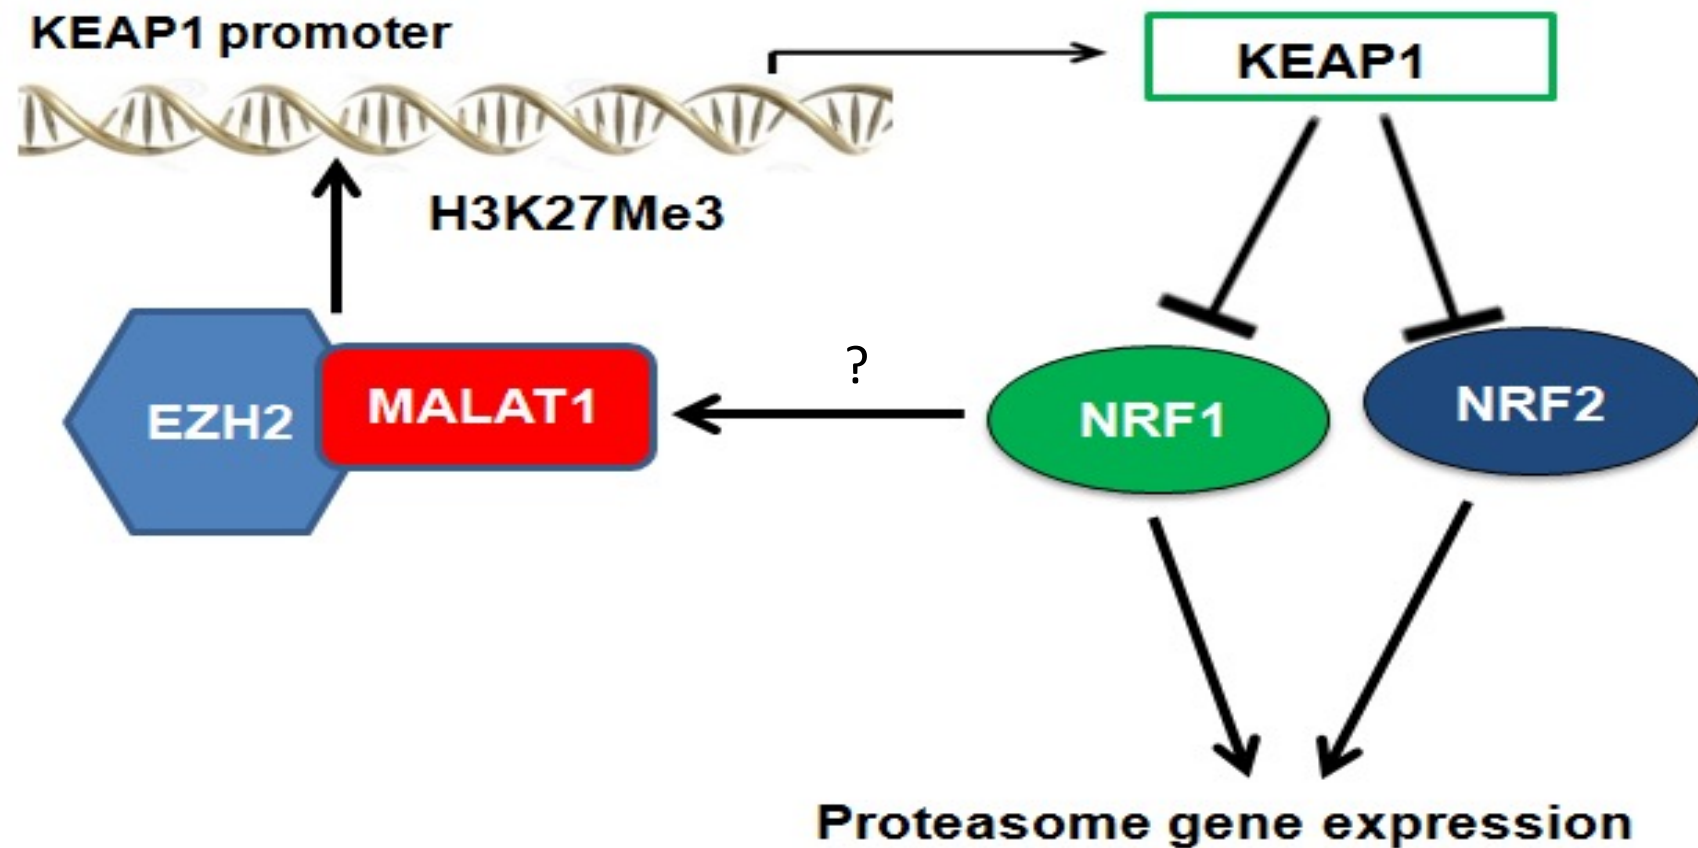 KEAP1 promoter
KEAP1
H3K27Me3
?
EZH2
MALAT1
NRF1
NRF2
Proteasome gene expression